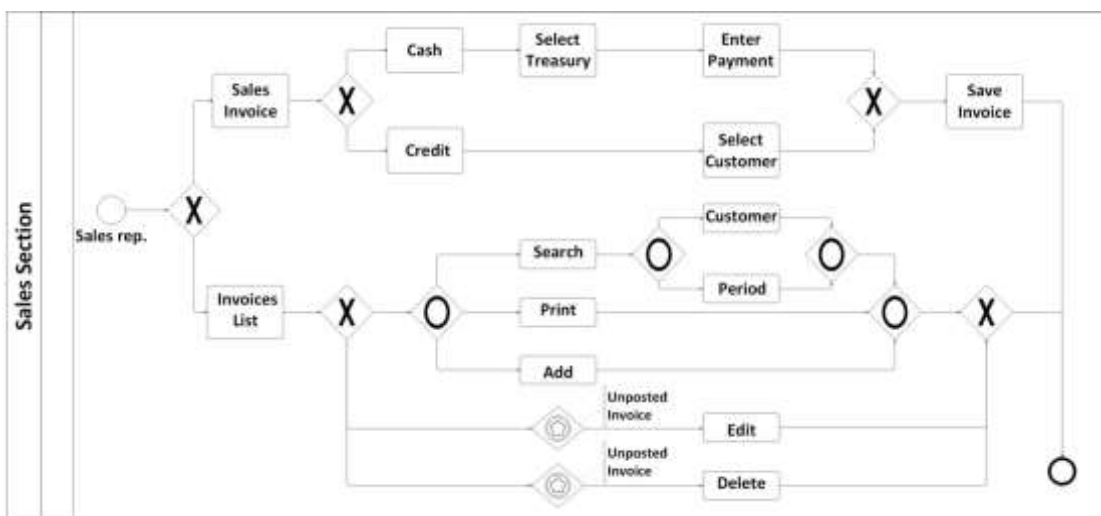 Sales Section
Sales rep.
Sales
Invoice
X
X
Cash
Select
Treasury
Enter
Payment
Credit
Select
Customer
X
Save
Invoice
Invoices
List
X
Search
Customer
Period
Print
Add
X
Unposted
Invoice
Edit
Unposted
Invoice
Delete